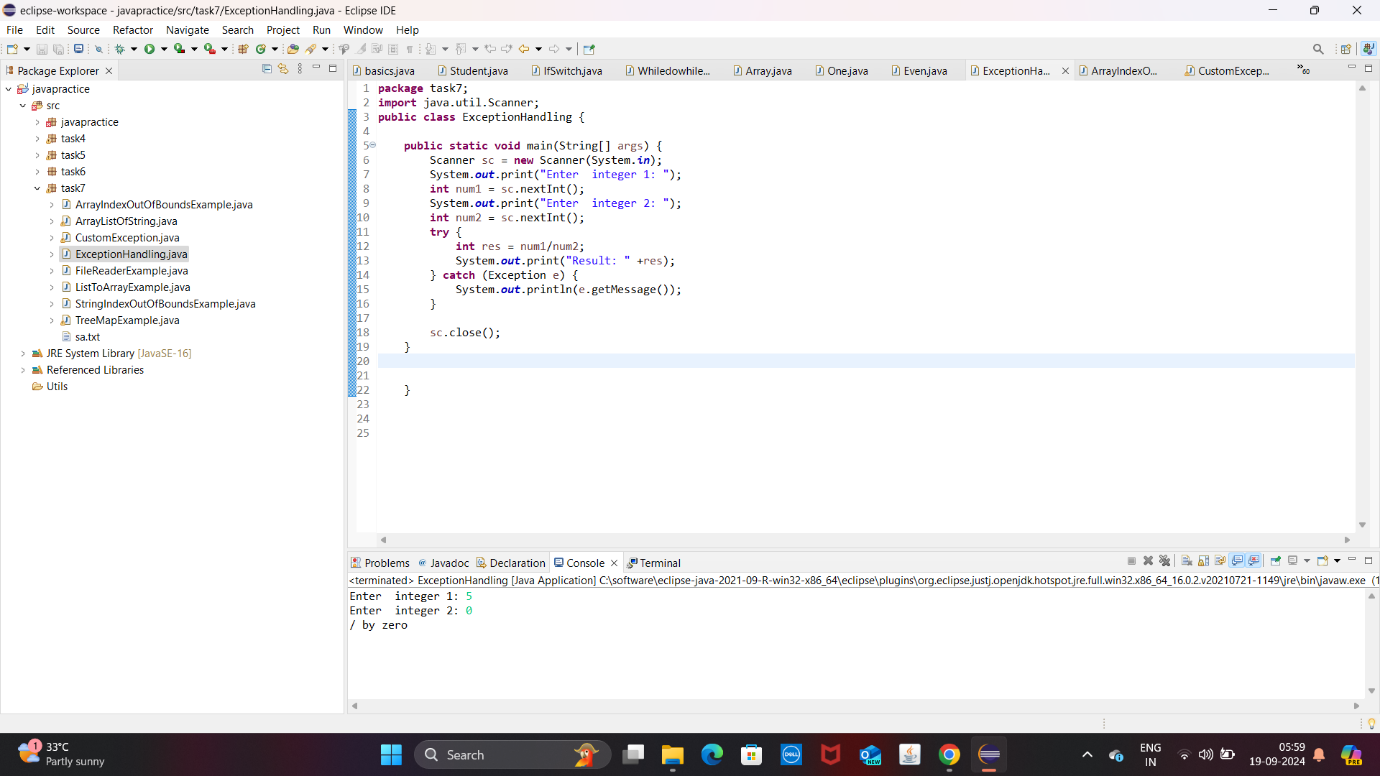 eclipse-workspace - javapractice/src/task7/ExceptionHandling.java - Eclipse IDE
File Edit Source Refactor Navigate Search Project Run Window Help
Package Explorer
javapractice
src
javapractice
task4
task5
task6
task7
ArrayIndexOutOfBoundsExample.java
ArrayListOfString.java
CustomException.java
ExceptionHandling.java
FileReaderExample.java
ListToArrayExample.java
StringIndexOutOfBoundsExample.java
TreeMapExample.java
sa.txt
JRE System Library [JavaSE-16]
Referenced Libraries
Utils
basics.java Student.java IfSwitch.java Whiledowhile... Array.java One.java Even.java ExceptionHa... ArrayIndexO... CustomExcep... »60
1 package task7;
2 import java.util.Scanner;
3 public class ExceptionHandling {
4
5 public static void main(String[] args) {
6 Scanner sc = new Scanner(System.in);
7 System.out.print("Enter  integer 1: ");
8 int num1 = sc.nextInt();
9 System.out.print("Enter  integer 2: ");
10 int num2 = sc.nextInt();
11 try {
12 int res = num1/num2;
13 System.out.print("Result: " +res);
14 } catch (Exception e) {
15 System.out.println(e.getMessage());
16 }
17
18 sc.close();
19 }
20
21
22 }
23
24
25
Problems Javadoc Declaration Console Terminal
<terminated> ExceptionHandling [Java Application] C:\software\eclipse-java-2021-09-R-win32-x86_64\eclipse\plugins\org.eclipse.justj.openjdk.hotspot.jre.full.win32.x86_64_16.0.2.v20210721-1149\jre\bin\javaw.exe (1
Enter  integer 1: 5
Enter  integer 2: 0
/ by zero
1
33°C
Partly sunny
Search
DELL
NEW
ENG
IN
05:59
19-09-2024
PRE